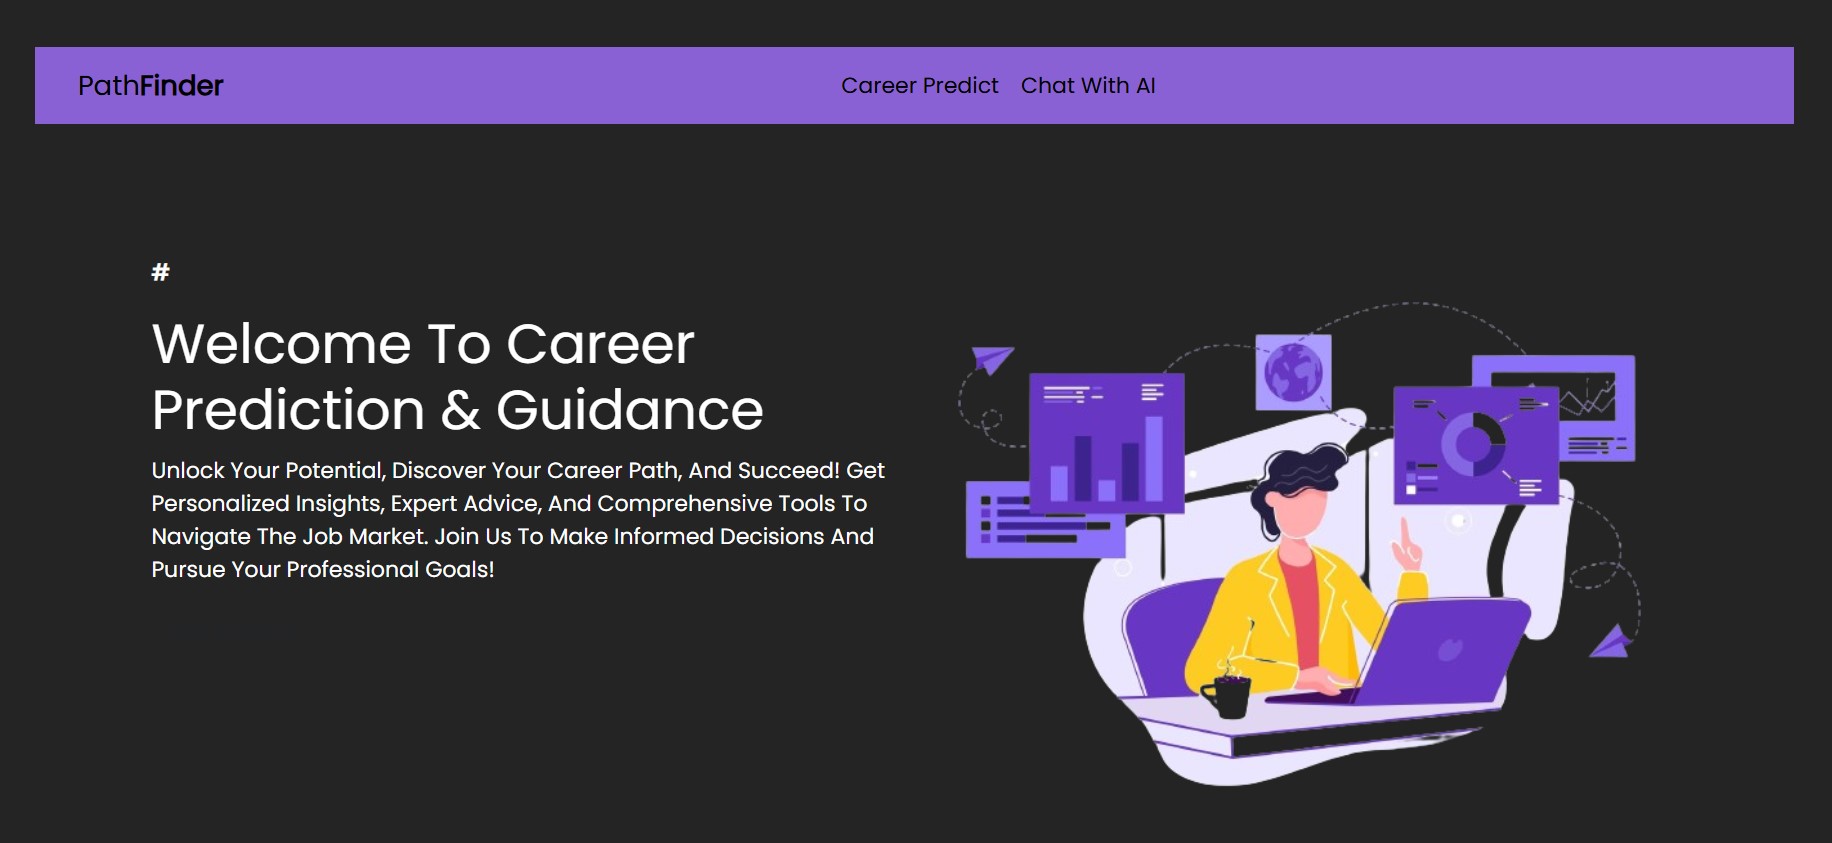 PathFinder
Career Predict Chat With AI
#
Welcome To Career
Prediction & Guidance
Unlock Your Potential, Discover Your Career Path, And Succeed! Get
Personalized Insights, Expert Advice, And Comprehensive Tools To
Navigate The Job Market. Join Us To Make Informed Decisions And
Pursue Your Professional Goals!